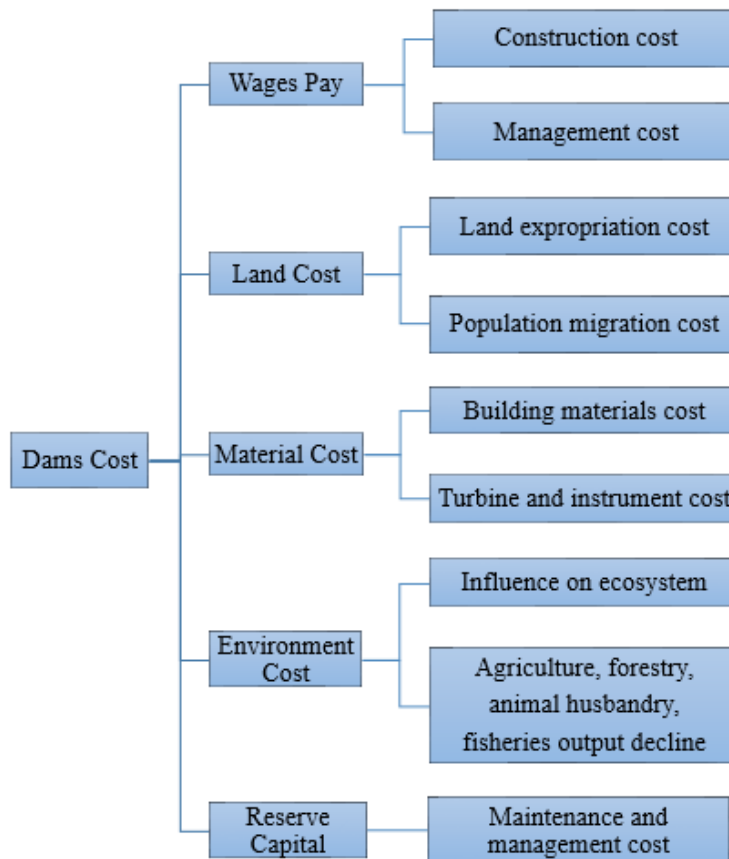 Dams Cost
Wages Pay
Construction cost
Management cost
Land Cost
Land expropriation cost
Population migration cost
Material Cost
Building materials cost
Turbine and instrument cost
Environment
Cost
Influence on ecosystem
Agriculture, forestry,
animal husbandry,
fisheries output decline
Reserve
Capital
Maintenance and
management cost